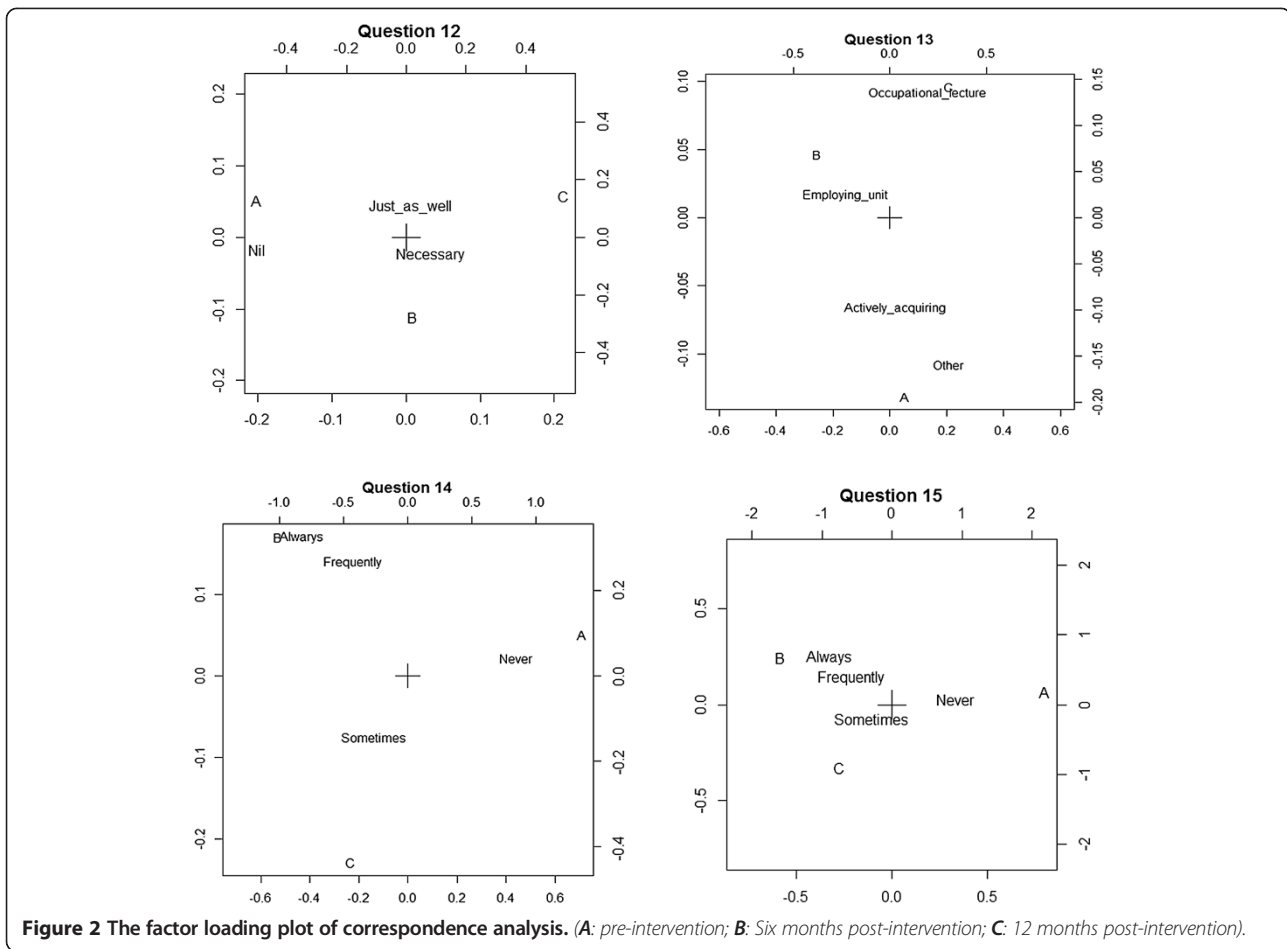 Question 12
-0.4 -0.2 0.0 0.2 0.4
0.2
0.1
0.0
-0.1
-0.2
0.4
0.2
0.0
-0.2
-0.4
A
C
Just_as_well
Nil
Necessary
B
-0.2 -0.1 0.0 0.1 0.2
Question 13
-0.5 0.0 0.5
0.10
0.05
0.00
-0.05
-0.10
0.15
0.10
0.05
0.00
-0.05
-0.10
-0.15
-0.20
C
Occupational_lecture
B
Employing_unit
Actively_acquiring
Other
A
-0.6 -0.4 -0.2 0.0 0.2 0.4 0.6
Question 14
-1.0 -0.5 0.0 0.5 1.0
0.1
0.0
-0.1
-0.2
0.2
0.0
-0.2
-0.4
B Alwarys
Frequently
A
Never
Sometimes
C
-0.6 -0.4 -0.2 0.0 0.2 0.4 0.6
Question 15
-2 -1 0 1 2
0.5
0.0
-0.5
2
1
0
-1
-2
B
Always
Frequently
A
Never
Sometimes
C
-0.5 0.0 0.5
Figure 2 The factor loading plot of correspondence analysis. (A: pre-intervention; B: Six months post-intervention; C: 12 months post-intervention).